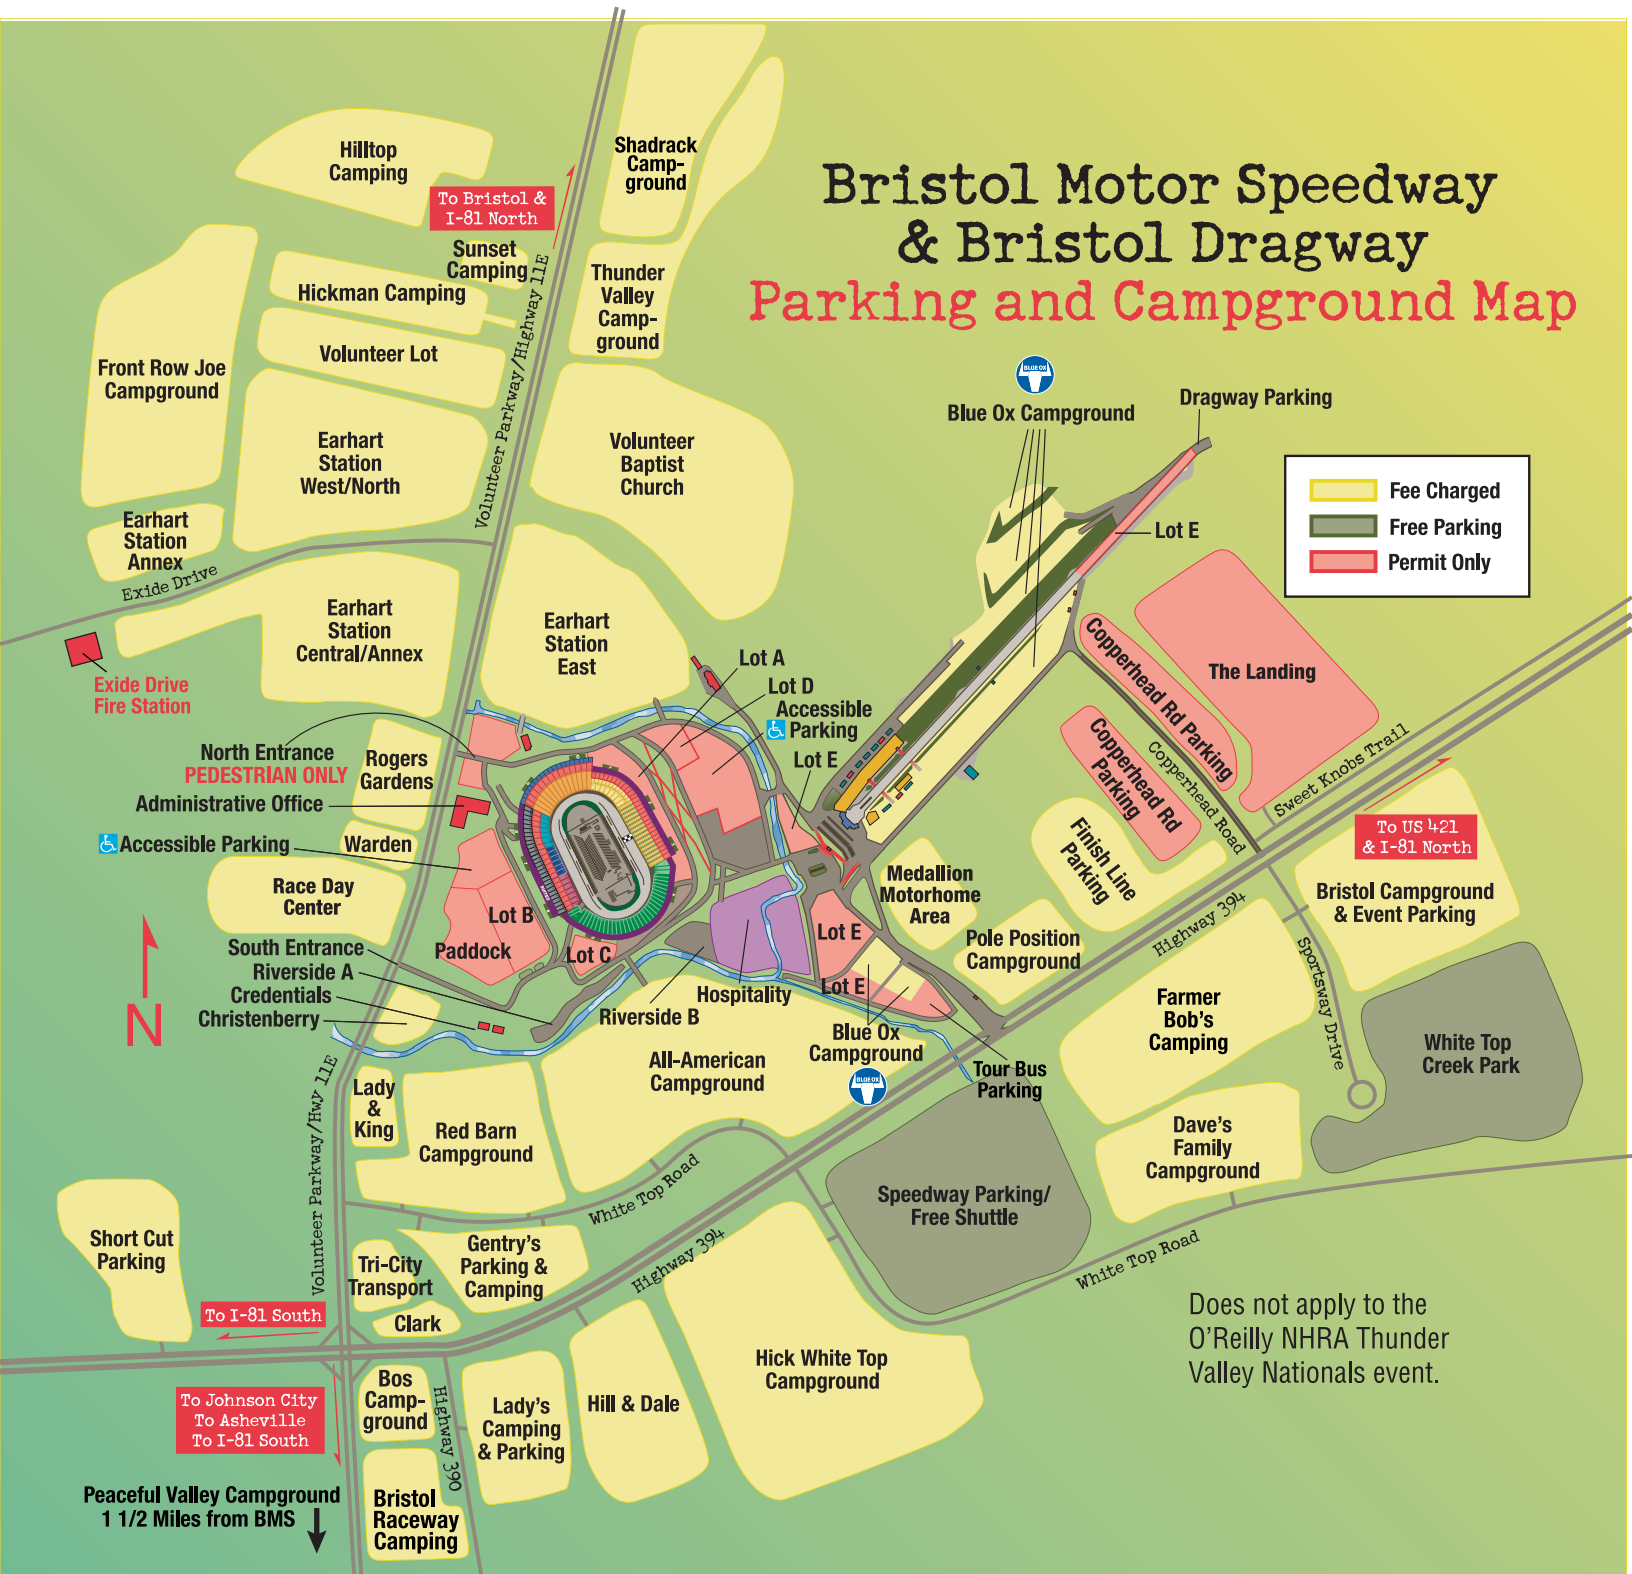 Bristol Motor Speedway
& Bristol Dragway
Parking and Campground Map
Hilltop
Camping
Shadrack
Camp-
ground
To Bristol &
I-81 North
Sunset
Camping
Hickman Camping
Thunder
Valley
Camp-
ground
Volunteer Lot
Front Row Joe
Campground
Volunteer Parkway/Highway 11E
Earhart
Station
West/North
Volunteer
Baptist
Church
Earhart
Station
Annex
Exide Drive
Earhart
Station
Central/Annex
Earhart
Station
East
Exide Drive
Fire Station
BLUE OX
Blue Ox Campground
Dragway Parking
Lot E
Fee Charged
Free Parking
Permit Only
Lot A
Lot D
Accessible
Parking
Lot E
Copperhead Rd Parking
The Landing
Copperhead Rd
Parking
Copperhead Road
Sweet Knobs Trail
North Entrance
PEDESTRIAN ONLY
Rogers
Gardens
Administrative Office
Accessible Parking
Warden
Race Day
Center
Lot B
Paddock
Lot C
South Entrance
Riverside A
Credentials
Christenberry
Hospitality
Riverside B
Lot E
Lot E
Medallion
Motorhome
Area
Finish Line
Parking
Pole Position
Campground
Highway 394
To US 421
& I-81 North
Bristol Campground
& Event Parking
Sportsway Drive
Farmer
Bob's
Camping
White Top
Creek Park
N
Blue Ox
Campground
BLUE OX
Tour Bus
Parking
All-American
Campground
Lady
&
King
Volunteer Parkway/Hwy 11E
Red Barn
Campground
Dave's
Family
Campground
Speedway Parking/
Free Shuttle
White Top Road
White Top Road
Short Cut
Parking
Tri-City
Transport
Gentry's
Parking &
Camping
Highway 394
Clark
To I-81 South
Does not apply to the
O'Reilly NHRA Thunder
Valley Nationals event.
Hick White Top
Campground
Bos
Camp-
ground
Highway 390
Lady's
Camping
& Parking
Hill & Dale
To Johnson City
To Asheville
To I-81 South
Peaceful Valley Campground
1 1/2 Miles from BMS
Bristol
Raceway
Camping